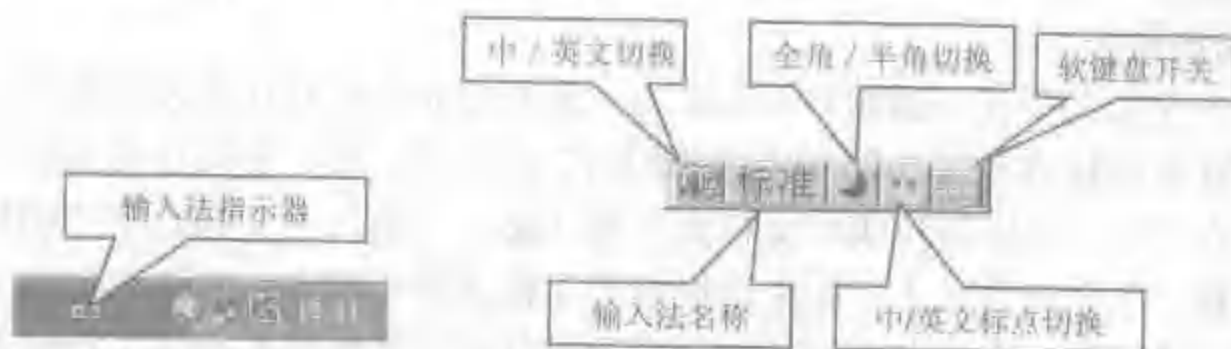 中/英文切换
全角/半角切换
软键盘开关
标准
输入法指示器
输入法名称
中/英文标点切换